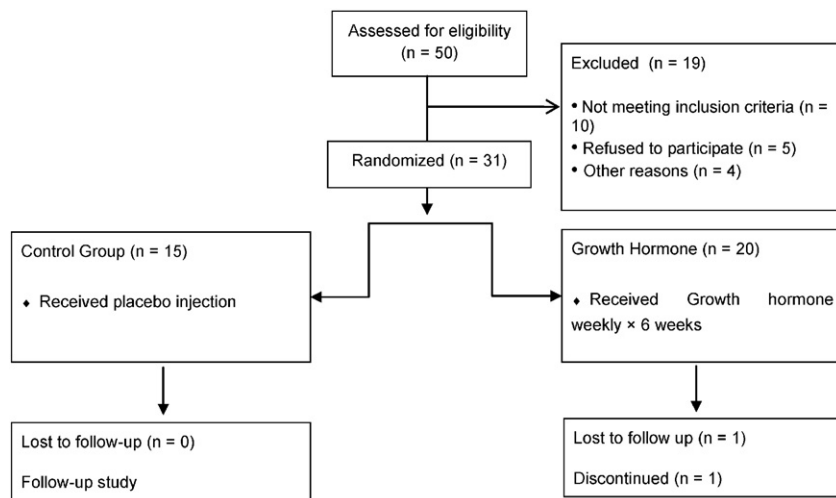 Assessed for eligibility
(n = 50)
Excluded (n = 19)
• Not meeting inclusion criteria (n =
10)
• Refused to participate (n = 5)
• Other reasons (n = 4)
Randomized (n = 31)
Control Group (n = 15)
♦ Received placebo injection
Growth Hormone (n = 20)
♦ Received Growth hormone
weekly × 6 weeks
Lost to follow-up (n = 0)
Follow-up study
Lost to follow up (n = 1)
Discontinued (n = 1)